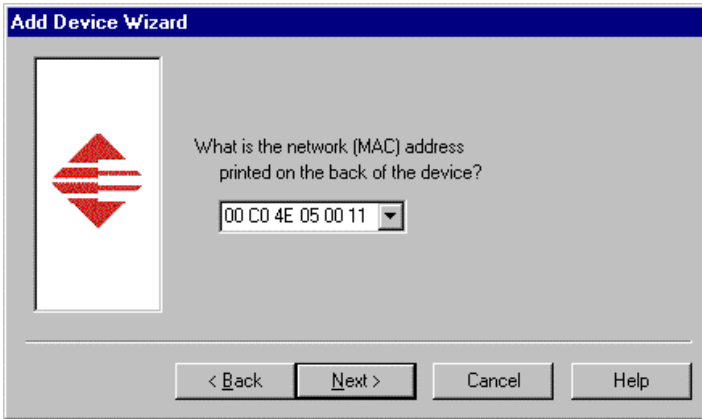 Add Device Wizard
What is the network (MAC) address
printed on the back of the device?
00 C0 4E 05 00 11
< Back Next > Cancel Help